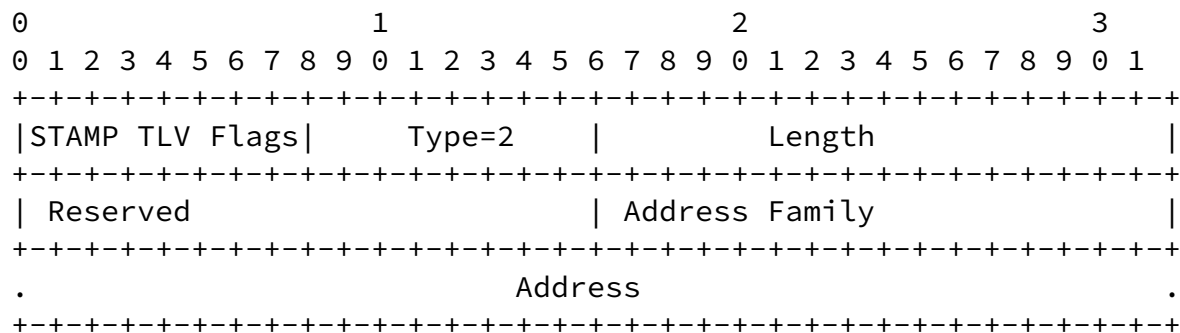 0                   1                   2                   3
0 1 2 3 4 5 6 7 8 9 0 1 2 3 4 5 6 7 8 9 0 1 2 3 4 5 6 7 8 9 0 1
+-+-+-+-+-+-+-+-+-+-+-+-+-+-+-+-+-+-+-+-+-+-+-+-+-+-+-+-+-+-+-+-+
|STAMP TLV Flags|     Type=2    |         Length                |
+-+-+-+-+-+-+-+-+-+-+-+-+-+-+-+-+-+-+-+-+-+-+-+-+-+-+-+-+-+-+-+-+
| Reserved                      | Address Family                |
+-+-+-+-+-+-+-+-+-+-+-+-+-+-+-+-+-+-+-+-+-+-+-+-+-+-+-+-+-+-+-+-+
.                           Address                             .
+-+-+-+-+-+-+-+-+-+-+-+-+-+-+-+-+-+-+-+-+-+-+-+-+-+-+-+-+-+-+-+-+